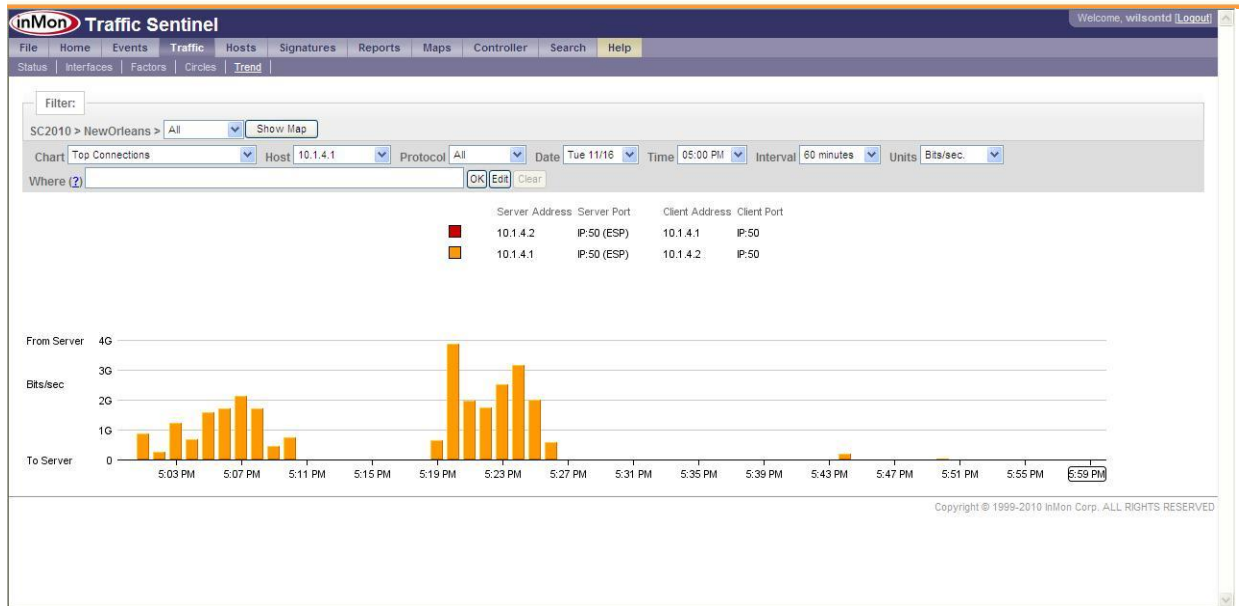 inMon Traffic Sentinel
Welcome, wilsontd [Logout]
File Home Events Traffic Hosts Signatures Reports Maps Controller Search Help
Status | Interfaces | Factors | Circles | Trend |
Filter:
SC2010 > NewOrleans > All Show Map
Chart Top Connections Host 10.1.4.1 Protocol All Date Tue 11/16 Time 05:00 PM Interval 60 minutes Units Bits/sec.
Where (?) OK Edit Clear
Server Address Server Port Client Address Client Port
10.1.4.2 IP:50 (ESP) 10.1.4.1 IP:50
10.1.4.1 IP:50 (ESP) 10.1.4.2 IP:50
From Server 4G
3G
Bits/sec
2G
1G
To Server 0
5:03 PM 5:07 PM 5:11 PM 5:15 PM 5:19 PM 5:23 PM 5:27 PM 5:31 PM 5:35 PM 5:39 PM 5:43 PM 5:47 PM 5:51 PM 5:55 PM 5:59 PM
Copyright © 1999-2010 InMon Corp. ALL RIGHTS RESERVED